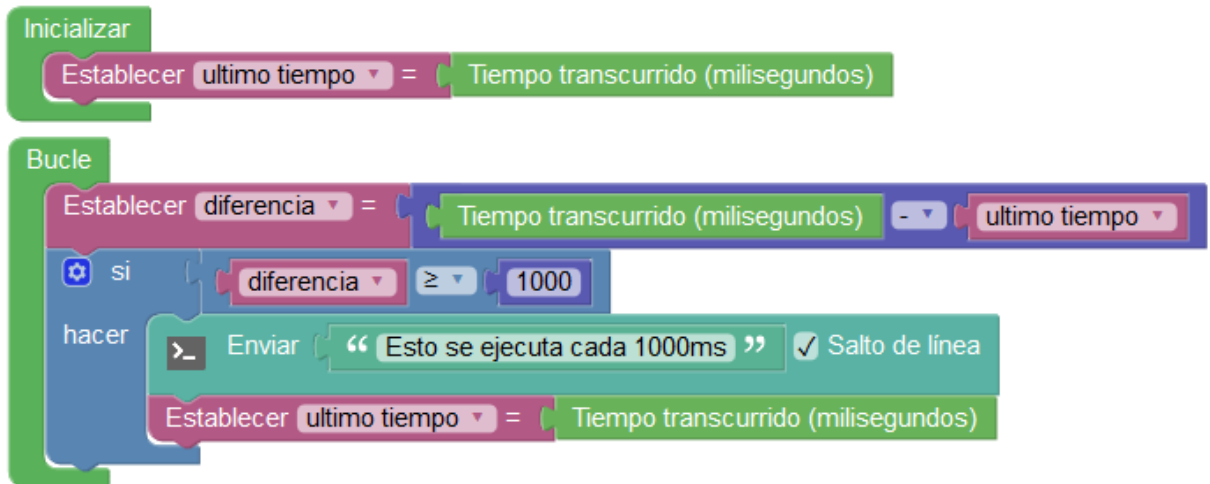 Inicializar
Establecer ultimo tiempo = Tiempo transcurrido (milisegundos)
Bucle
Establecer diferencia = Tiempo transcurrido (milisegundos) - ultimo tiempo
si diferencia ≥ 1000
hacer >_ Enviar “ Esto se ejecuta cada 1000ms ” Salto de línea
Establecer ultimo tiempo = Tiempo transcurrido (milisegundos)